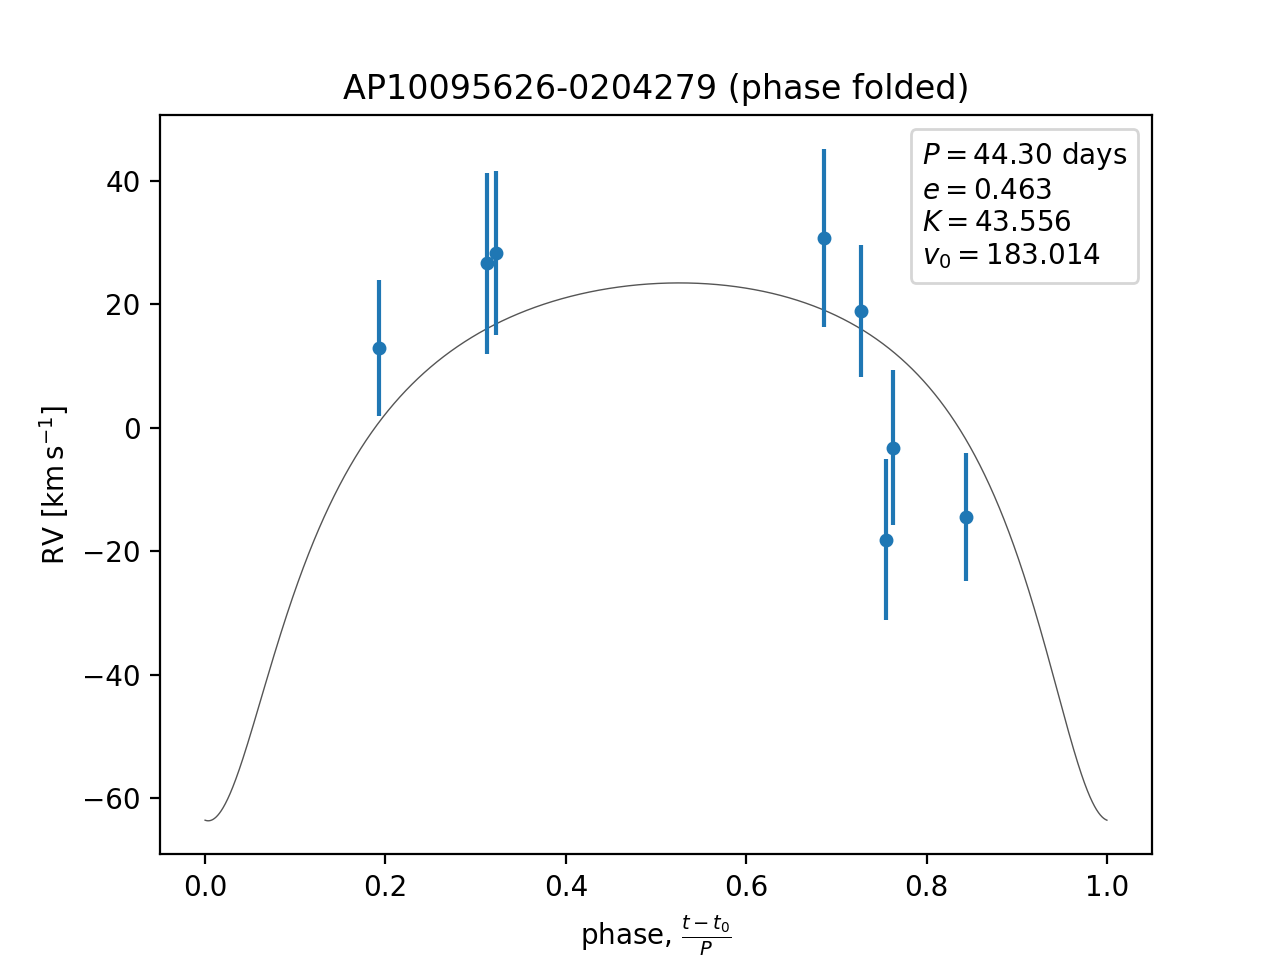 AP10095626-0204279 (phase folded)
P = 44.30 days
e = 0.463
K = 43.556
v₀ = 183.014
RV [km s⁻¹]
40
20
0
−20
−40
−60
0.0 0.2 0.4 0.6 0.8 1.0
phase, (t − t₀)/P